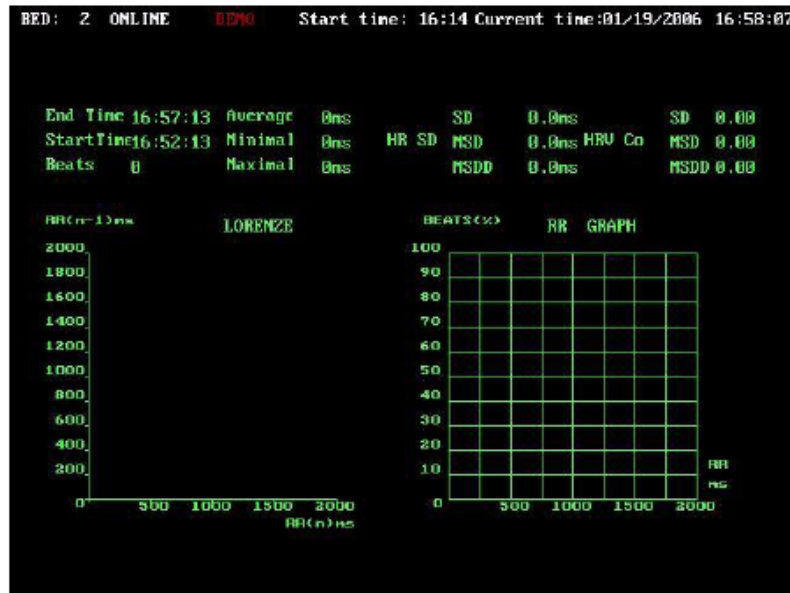 BED: 2 ONLINE DEMO Start time: 16:14 Current time:01/19/2006 16:58:07
End Time 16:57:13 Average 0ms SD 0.0ms SD 0.00
StartTime16:52:13 Minimal 0ms HR SD MSD 0.0ms HRV Co MSD 0.00
Beats 0 Maximal 0ms MSDD 0.0ms MSDD 0.00
RR(n-1)ms LORENZE BEATS(%) RR GRAPH
2000 100
1800 90
1600 80
1400 70
1200 60
1000 50
800 40
600 30
400 20
200 10 RR
ms
0 500 1000 1500 2000 0 500 1000 1500 2000
RR(n)ms